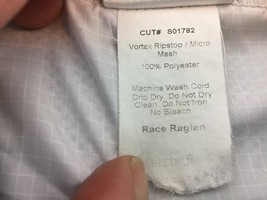 CUT# S01782
Vortex Ripstop / Micro
Mesh
100% Polyester
Machine Wash Cold
Drip Dry. Do Not Dry
Clean. Do Not Iron
No Bleach
Race Raglan